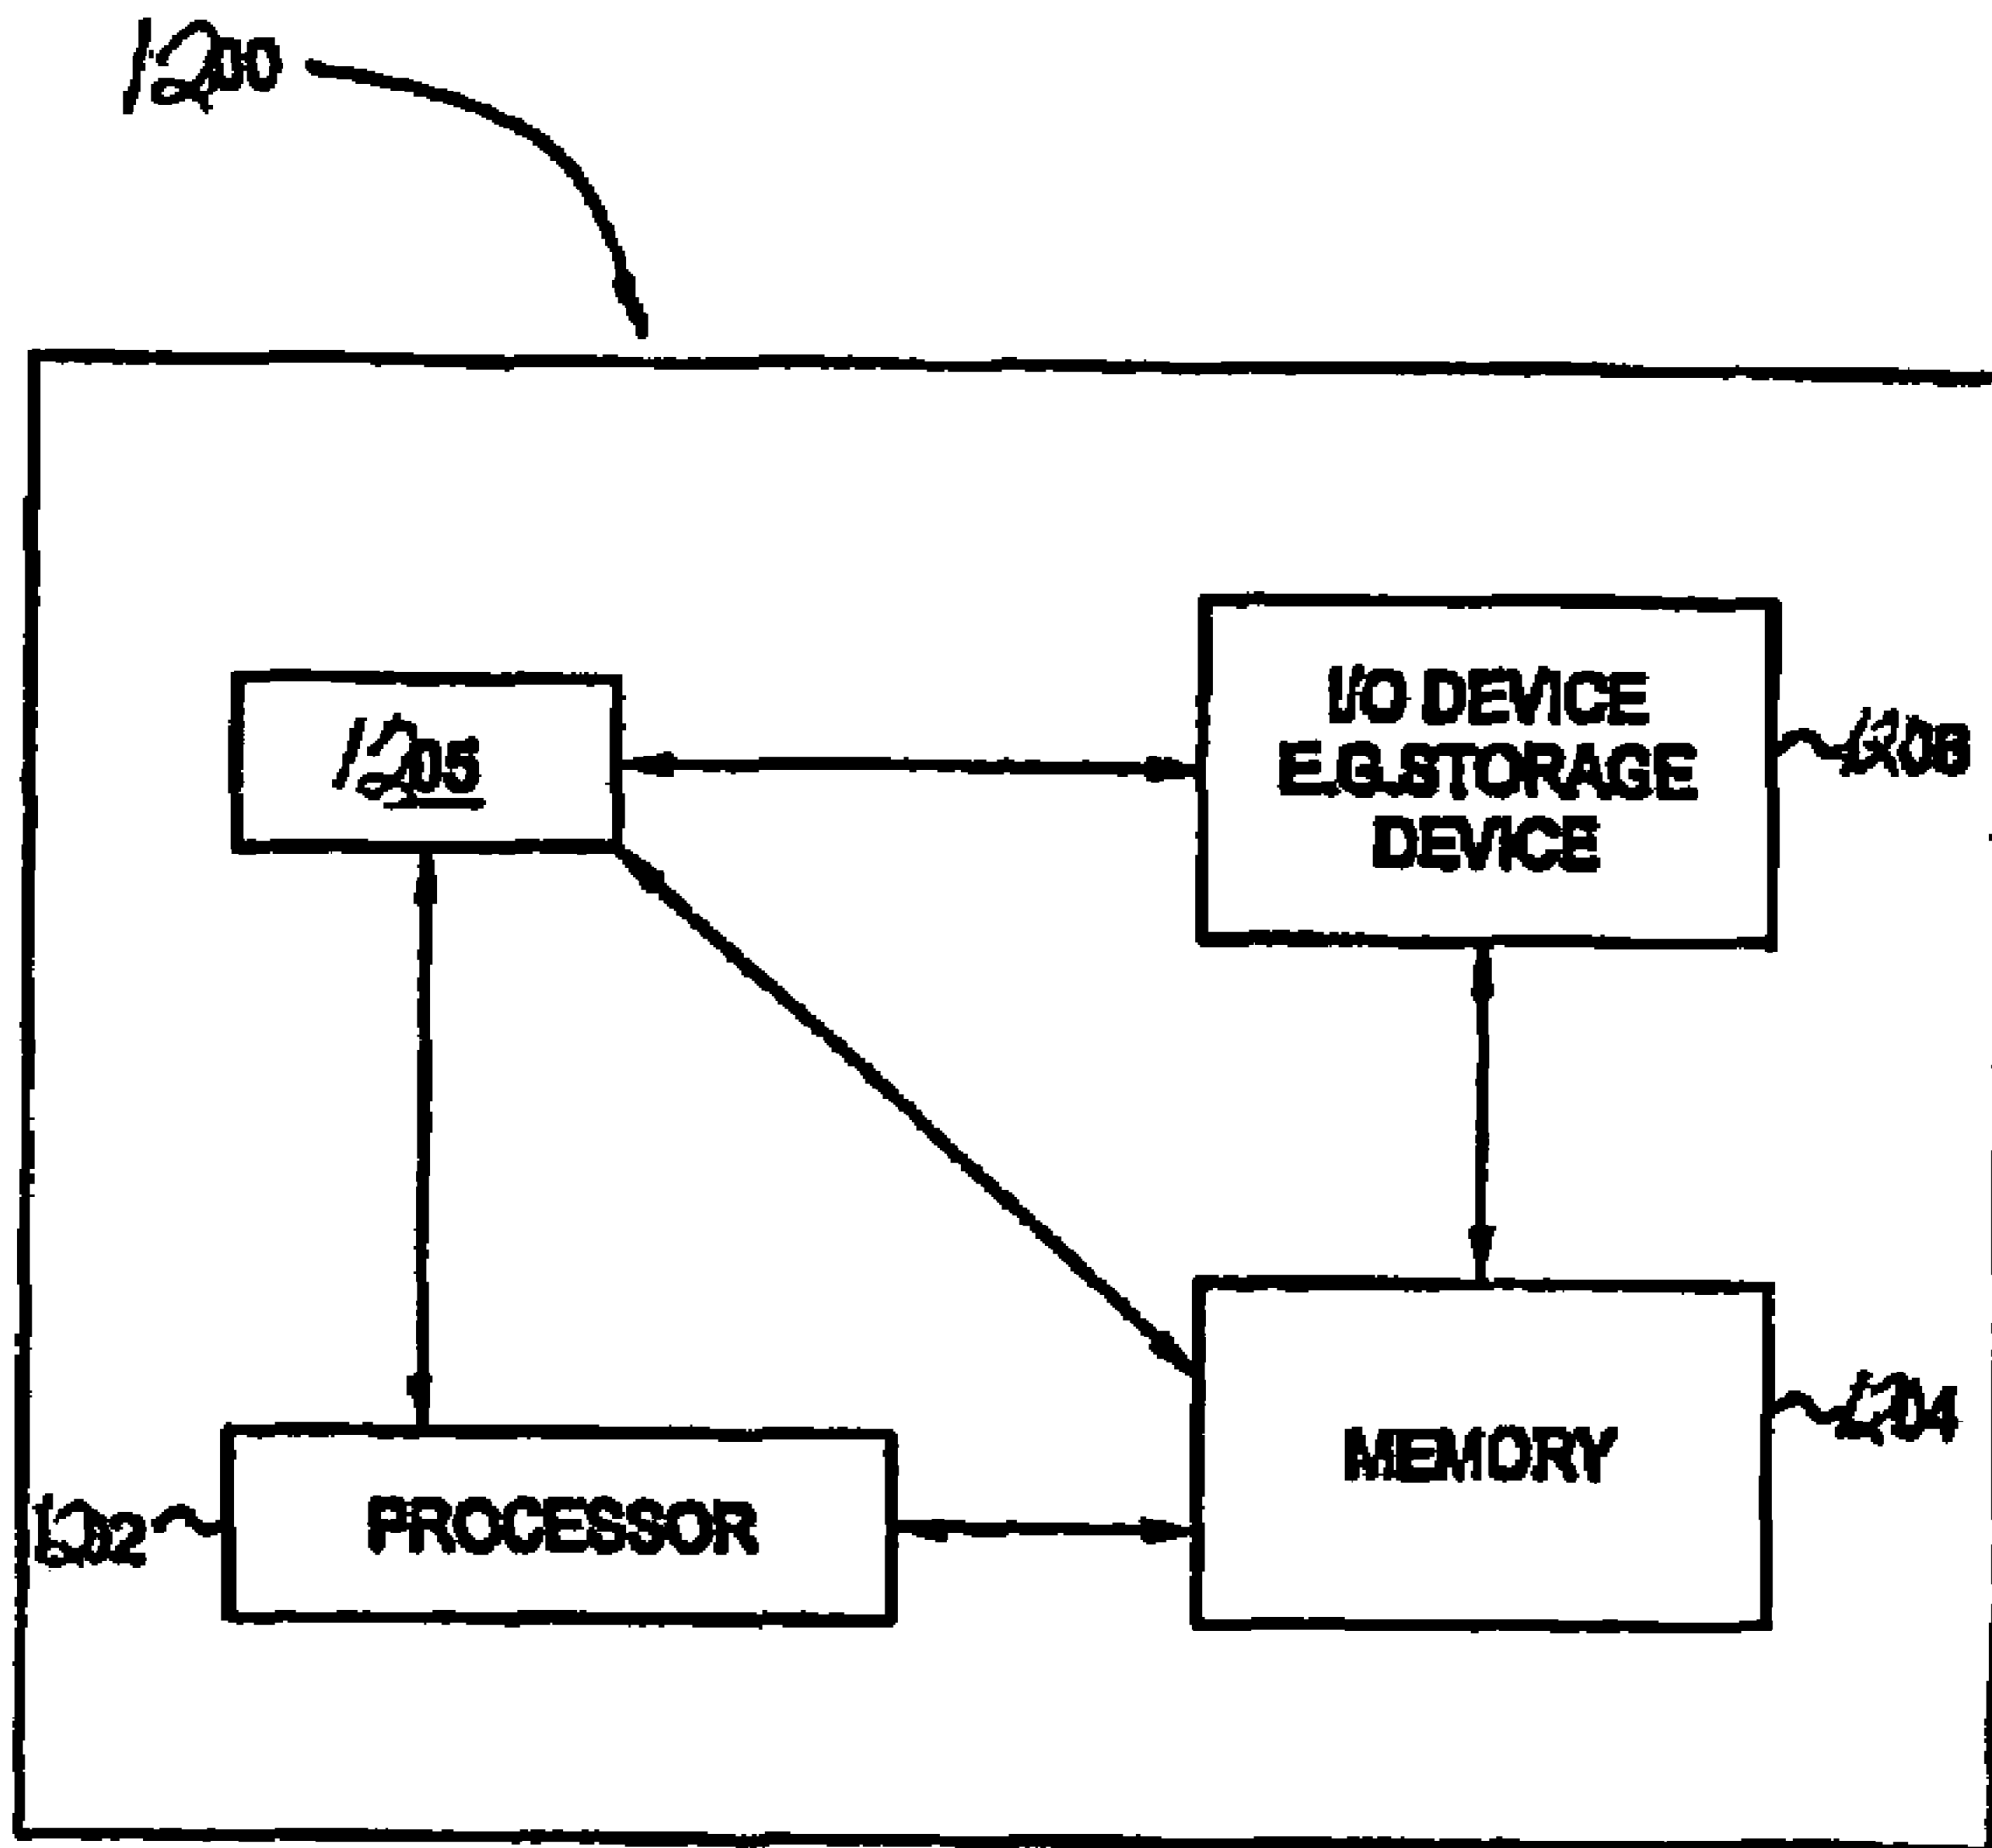 1200
I/O DEVICE
E.G.STORAGE
DEVICE
1205
1206
MEMORY
1204
PROCESSOR
1202